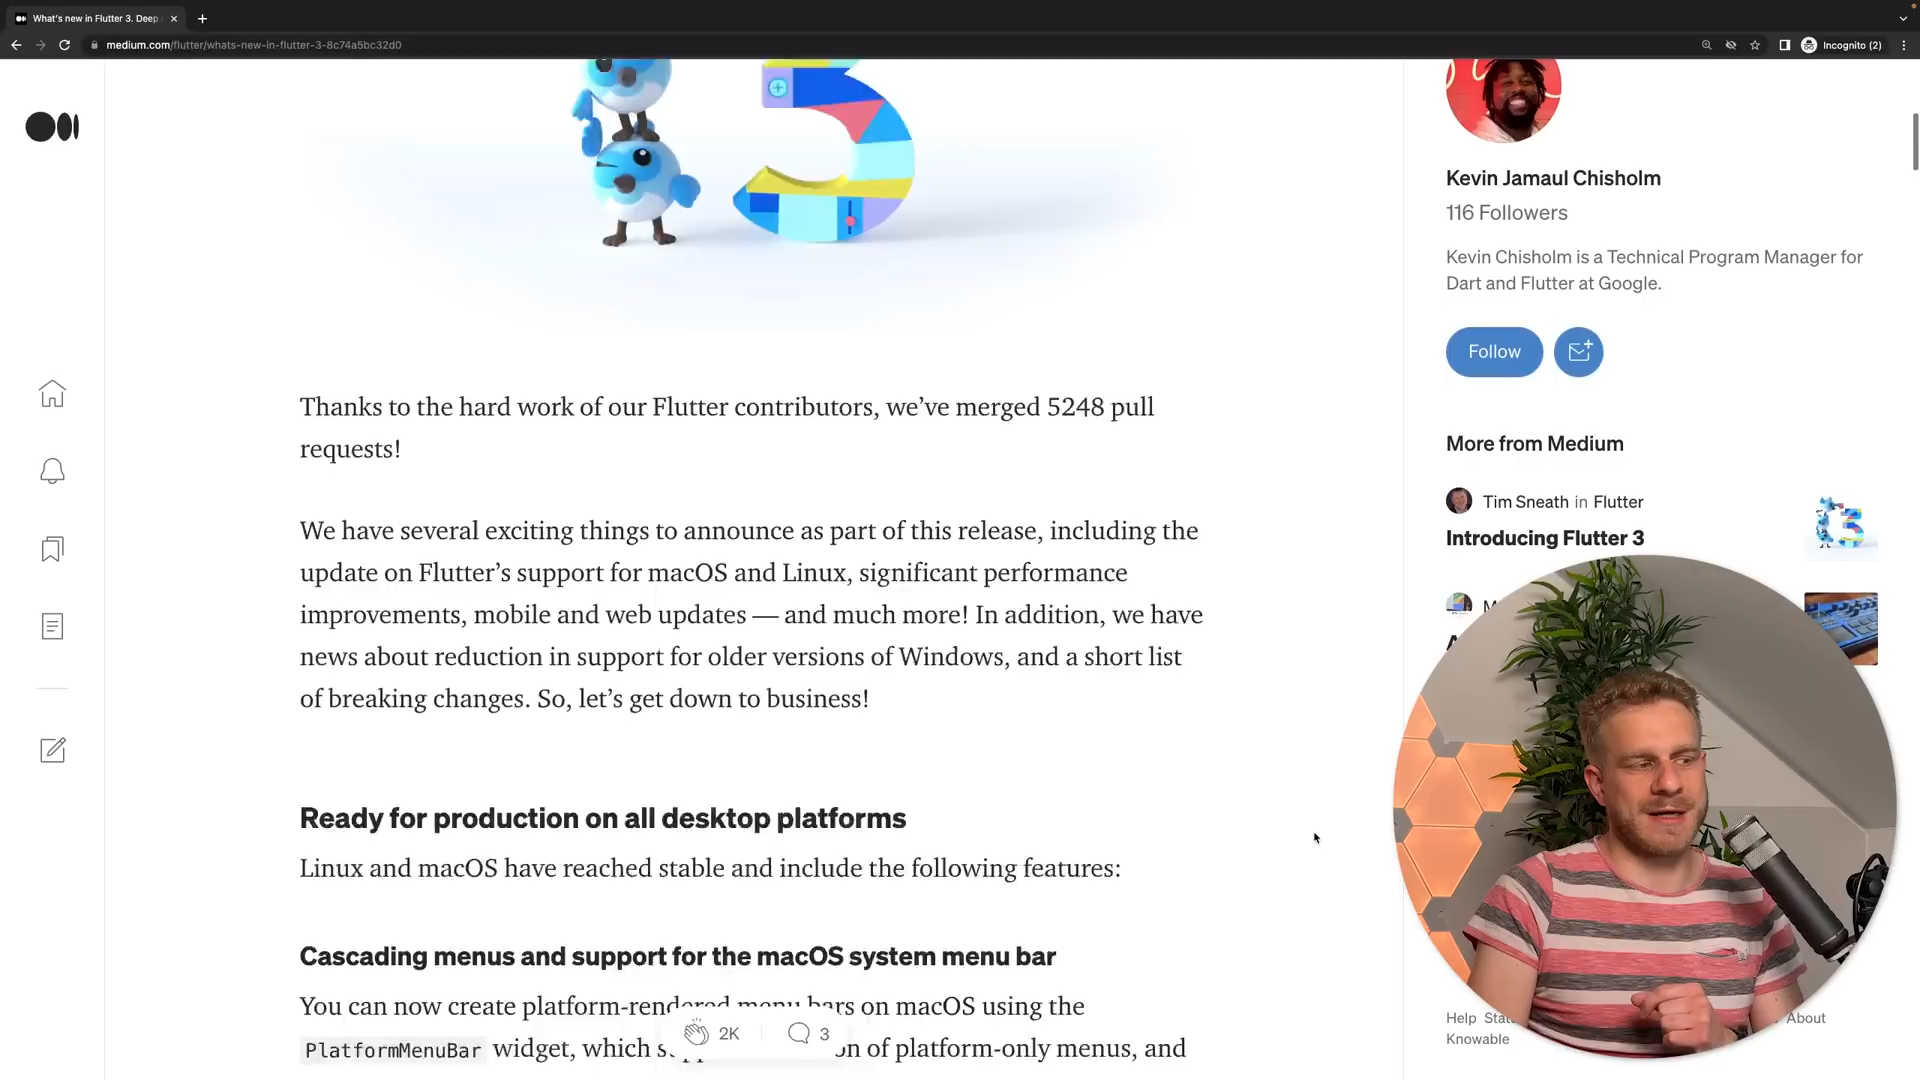 What's new in Flutter 3. Deep
medium.com/flutter/whats-new-in-flutter-3-8c74a5bc32d0
Incognito (2)
Thanks to the hard work of our Flutter contributors, we’ve merged 5248 pull
requests!
We have several exciting things to announce as part of this release, including the
update on Flutter’s support for macOS and Linux, significant performance
improvements, mobile and web updates — and much more! In addition, we have
news about reduction in support for older versions of Windows, and a short list
of breaking changes. So, let’s get down to business!
Ready for production on all desktop platforms
Linux and macOS have reached stable and include the following features:
Cascading menus and support for the macOS system menu bar
You can now create platform-rendered menu bars on macOS using the
PlatformMenuBar widget, which of platform-only menus, and
2K 3
Kevin Jamaul Chisholm
116 Followers
Kevin Chisholm is a Technical Program Manager for
Dart and Flutter at Google.
Follow
More from Medium
Tim Sneath in Flutter
Introducing Flutter 3
Help About
Knowable